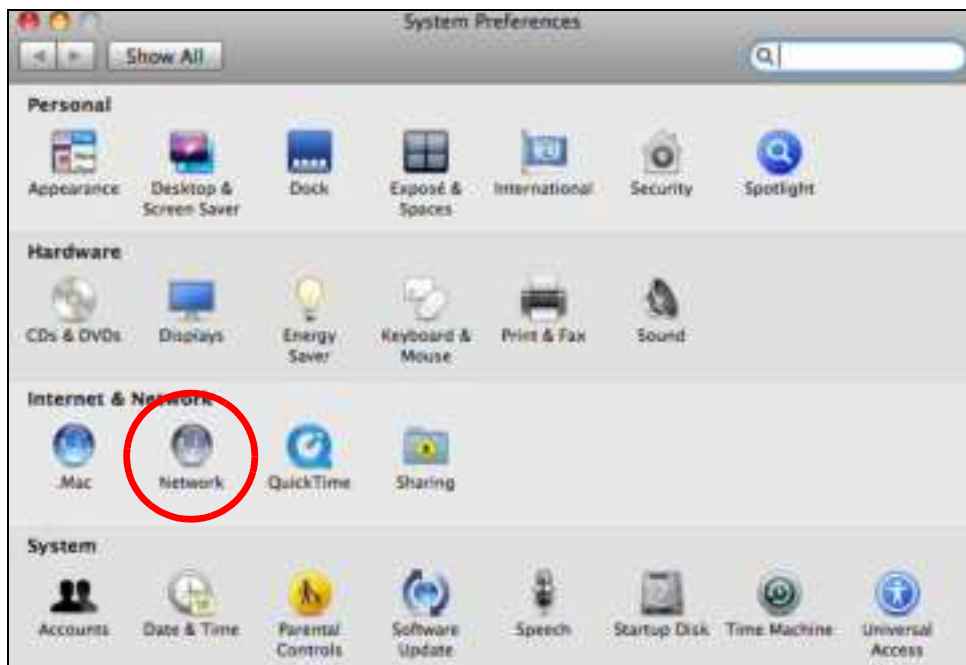 System Preferences
Show All
Personal
Appearance Desktop & Dock Exposé & International Security Spotlight
Screen Saver Spaces
Hardware
CDs & DVDs Displays Energy Keyboard & Print & Fax Sound
Saver Mouse
Internet & Network
.Mac Network QuickTime Sharing
System
Accounts Date & Time Parental Software Speech Startup Disk Time Machine Universal
Controls Update Access